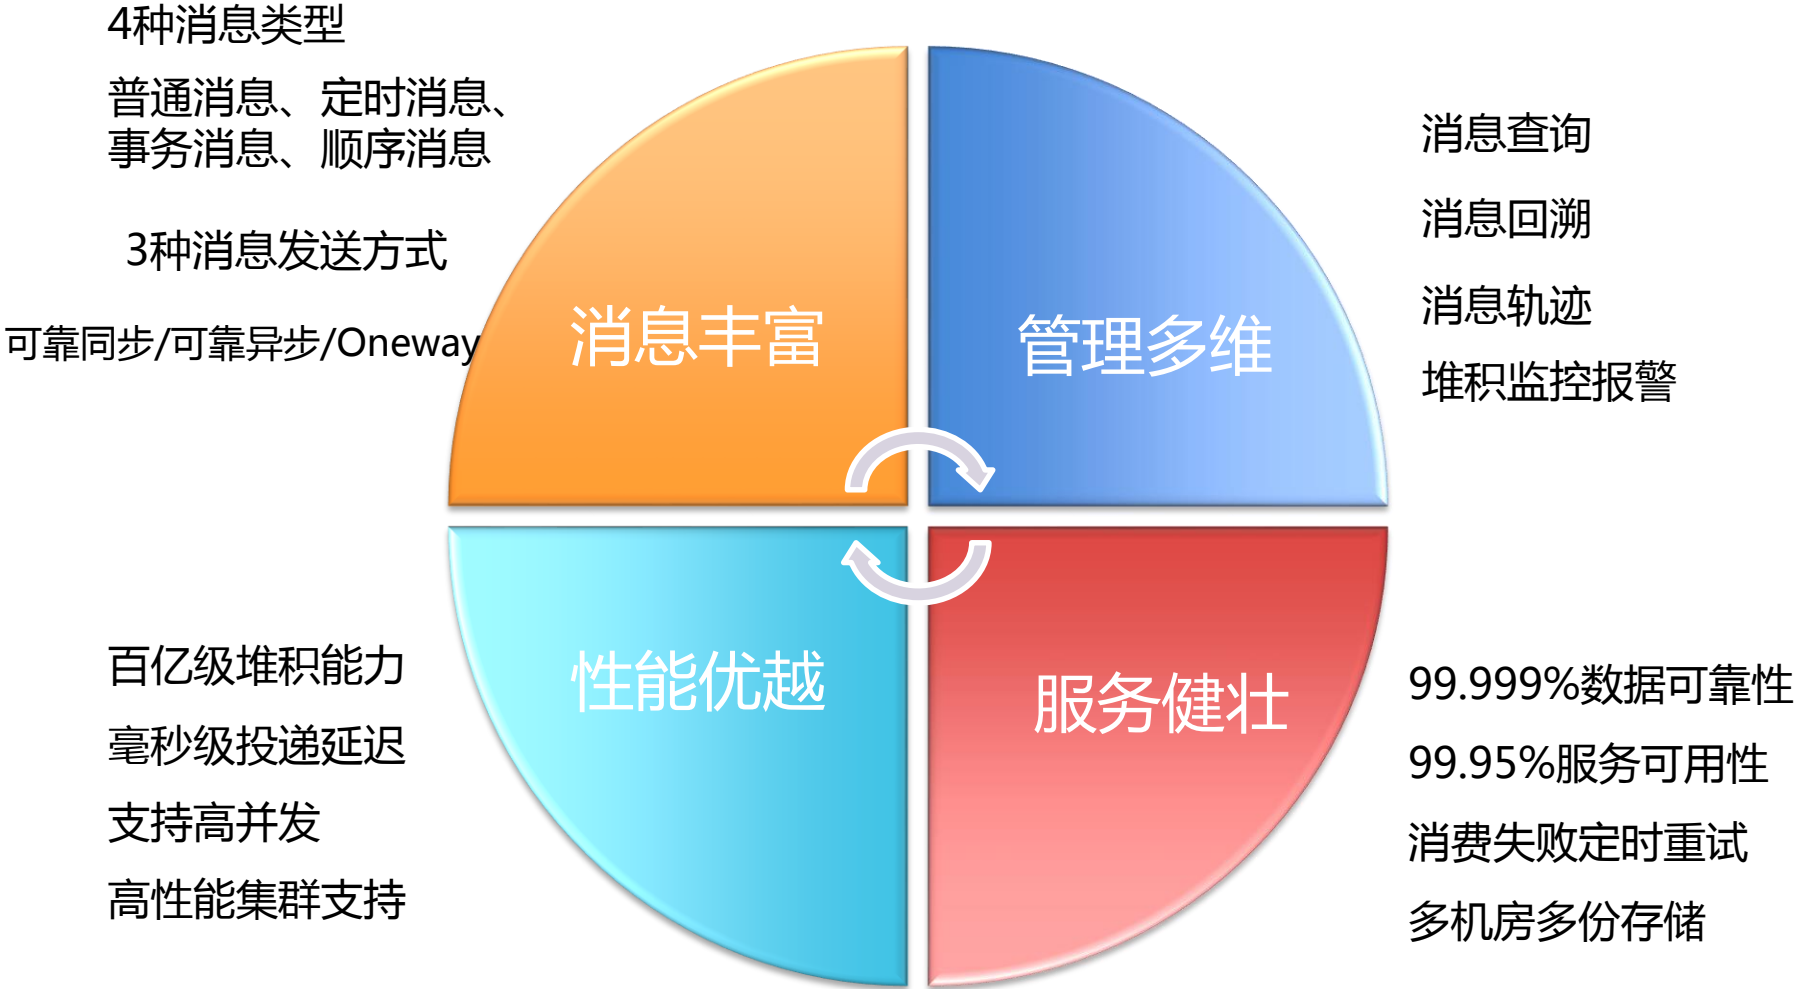 4种消息类型
普通消息、定时消息、
事务消息、顺序消息
3种消息发送方式
可靠同步/可靠异步/Oneway
消息丰富
管理多维
消息查询
消息回溯
消息轨迹
堆积监控报警
百亿级堆积能力
毫秒级投递延迟
支持高并发
高性能集群支持
性能优越
服务健壮
99.999%数据可靠性
99.95%服务可用性
消费失败定时重试
多机房多份存储